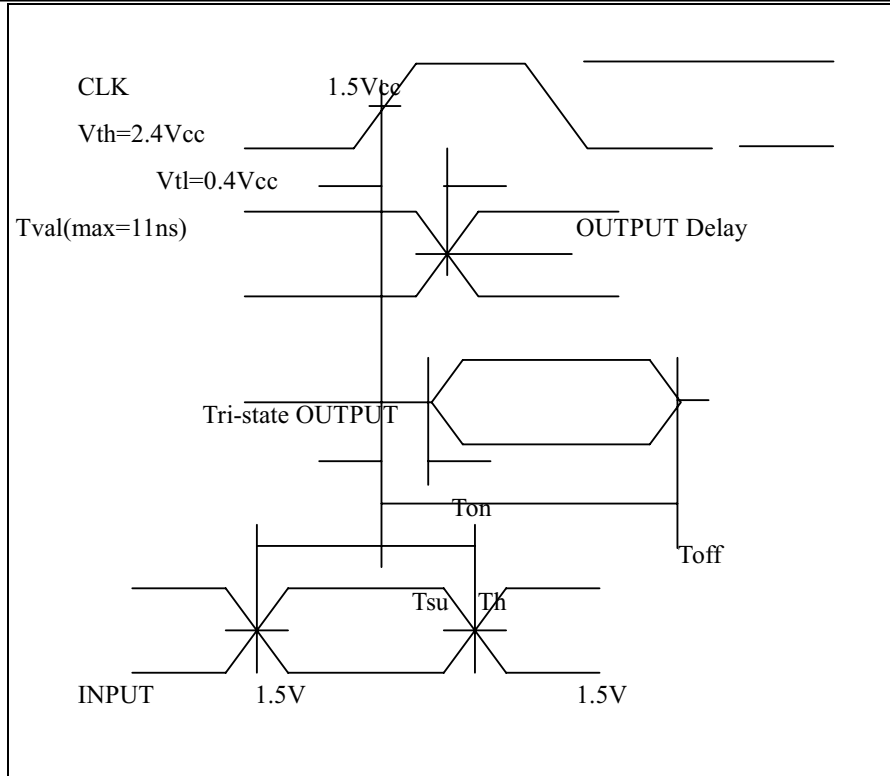 CLK 1.5Vcc
Vth=2.4Vcc
Vtl=0.4Vcc
Tval(max=11ns) OUTPUT Delay
Tri-state OUTPUT
Ton
Toff
Tsu Th
INPUT 1.5V 1.5V